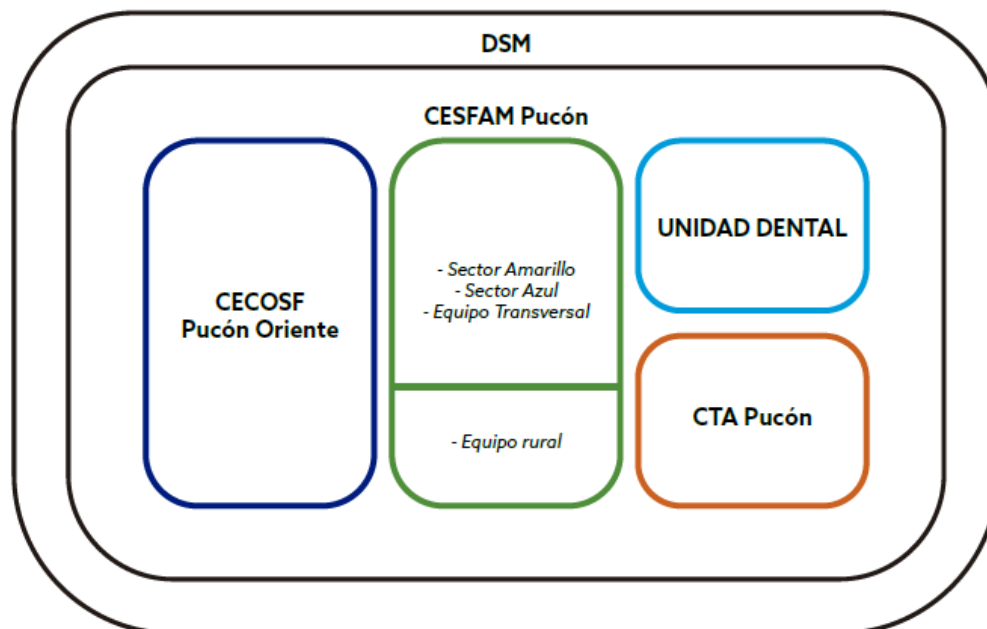 DSM
CESFAM Pucón
CECOSF
Pucón Oriente
- Sector Amarillo
- Sector Azul
- Equipo Transversal
- Equipo rural
UNIDAD DENTAL
CTA Pucón